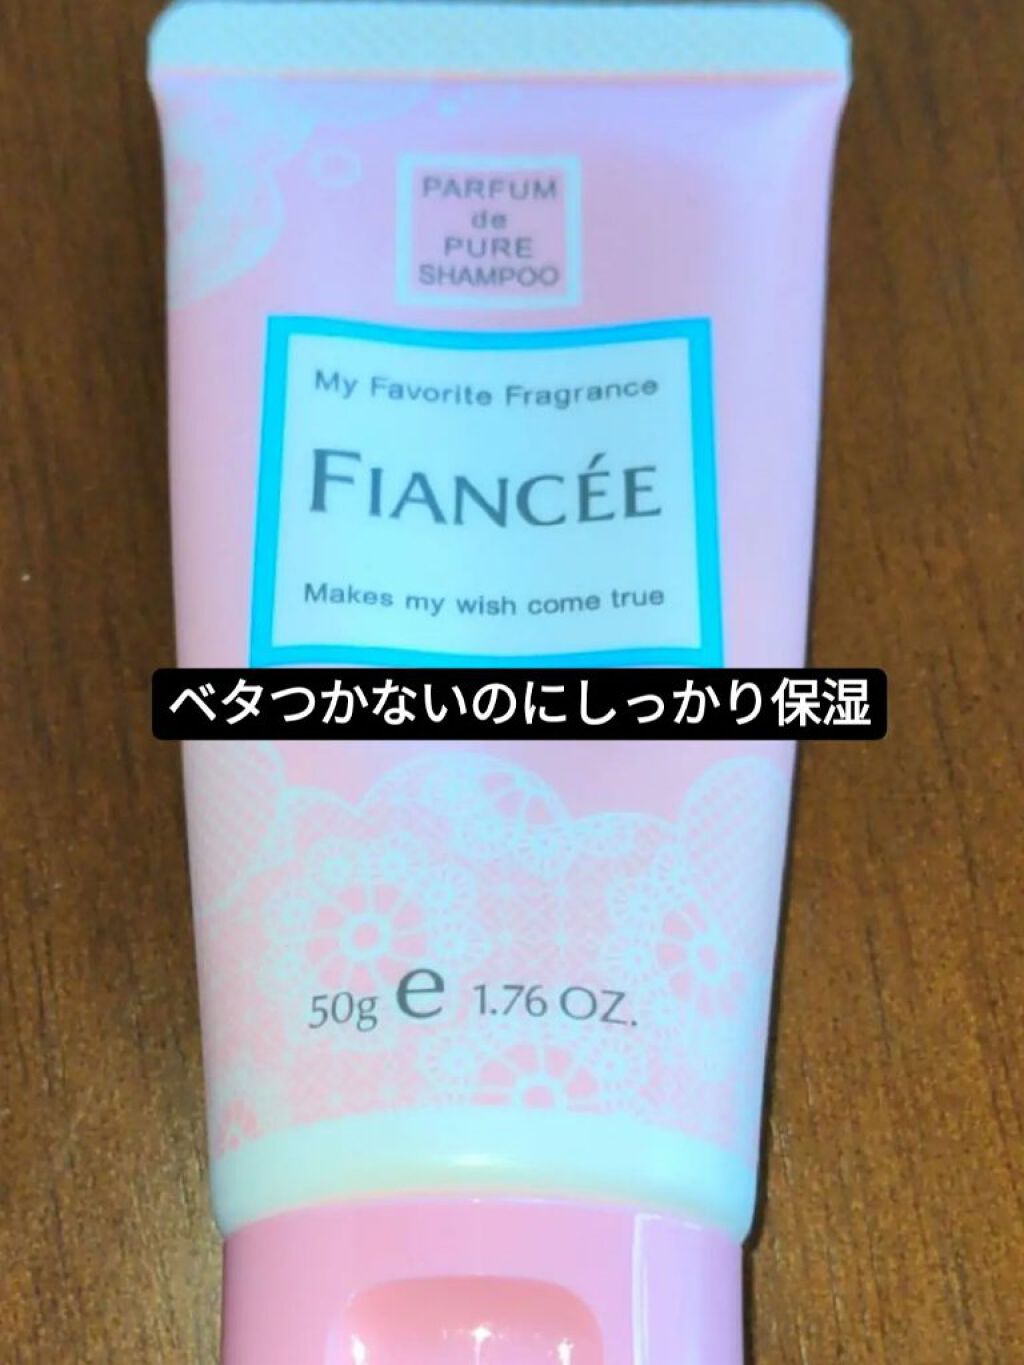 PARFUM
de
PURE
SHAMPOO
My Favorite Fragrance
FIANCÉE
Makes my wish come true
ベタつかないのにしっかり保湿
50g e 1.76 OZ.